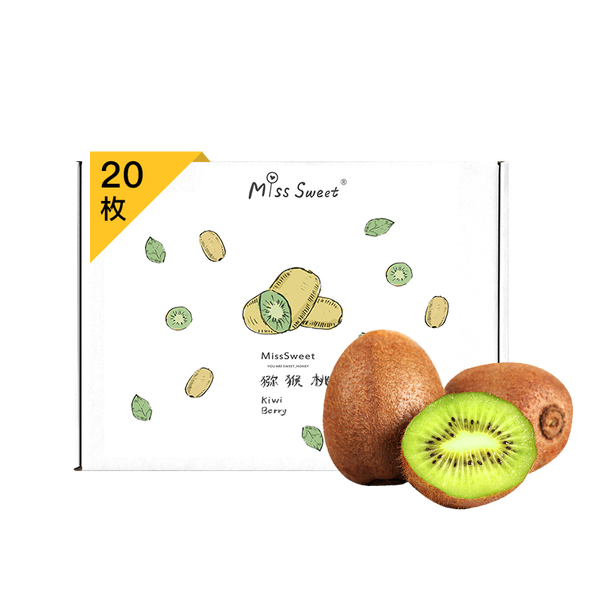 20
枚
Miss Sweet®
MissSweet
YOU ARE SWEET, HONEY
猕猴桃
Kiwi
Berry